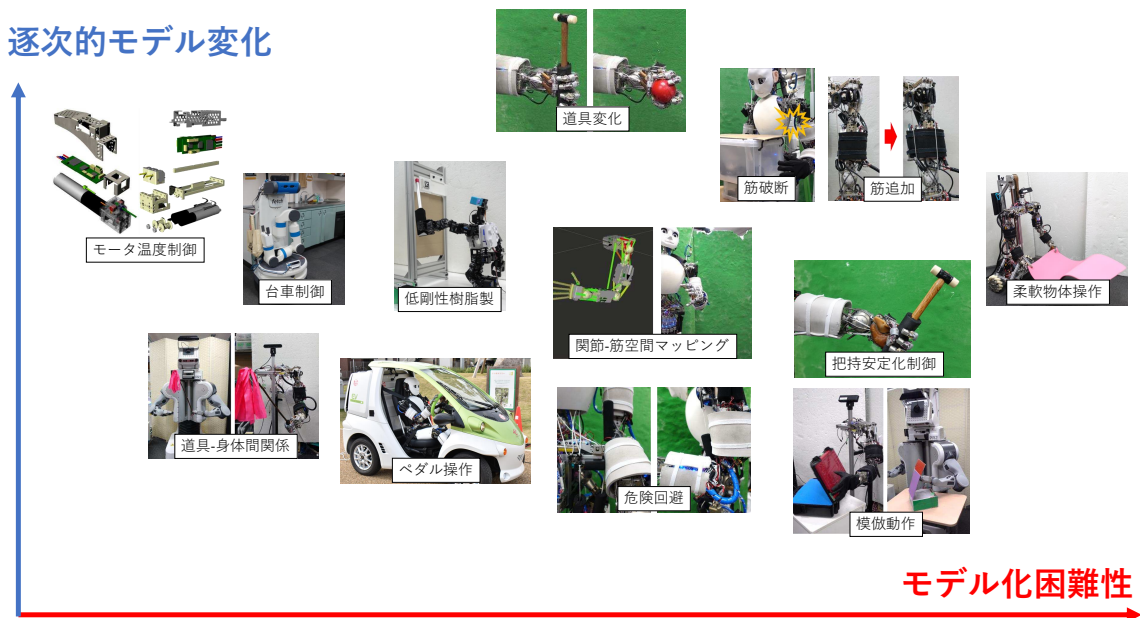 逐次的モデル変化
道具変化
筋破断
筋追加
モータ温度制御
台車制御
低剛性樹脂製
柔軟物体操作
関節-筋空間マッピング
把持安定化制御
道具-身体間関係
ペダル操作
危険回避
模倣動作
モデル化困難性
fetch